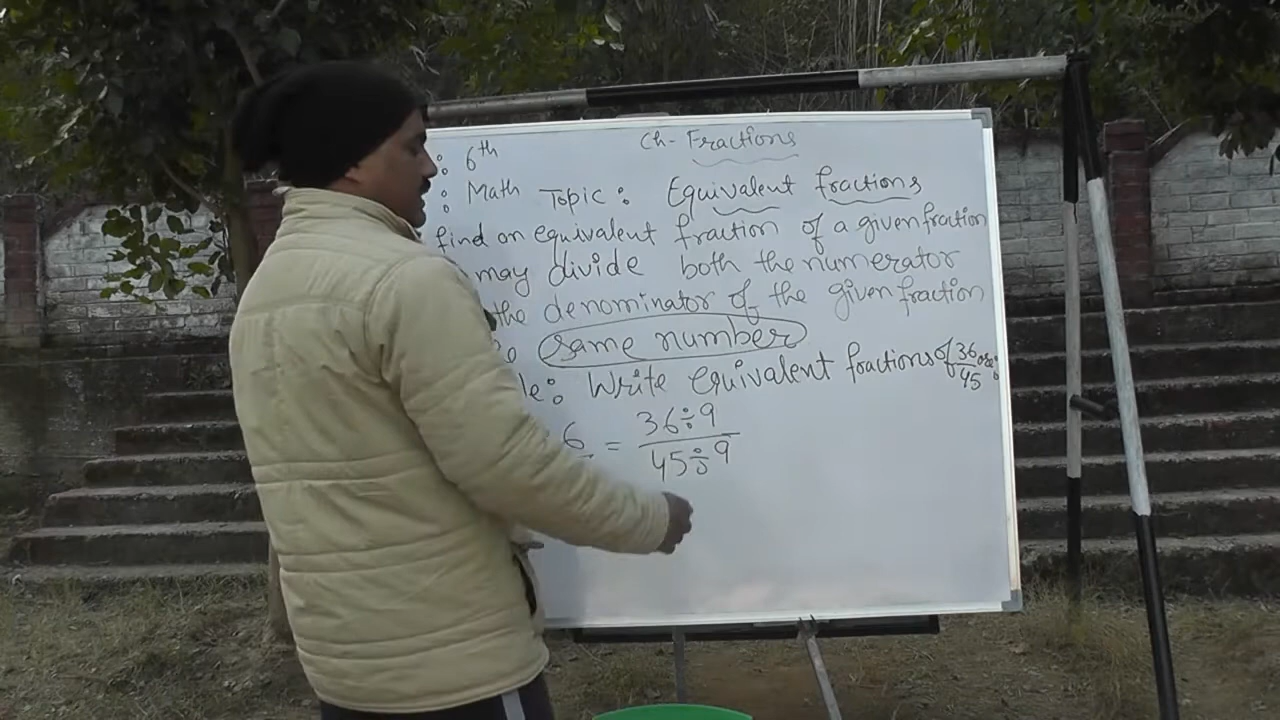 Ch- Fractions
: 6th
: Math Topic : Equivalent fractions
find an equivalent fraction of a given fraction
may divide both the numerator
the denominator of the given fraction
same number
Write equivalent fractions of 36/45
6 = 36÷9 / 45÷9